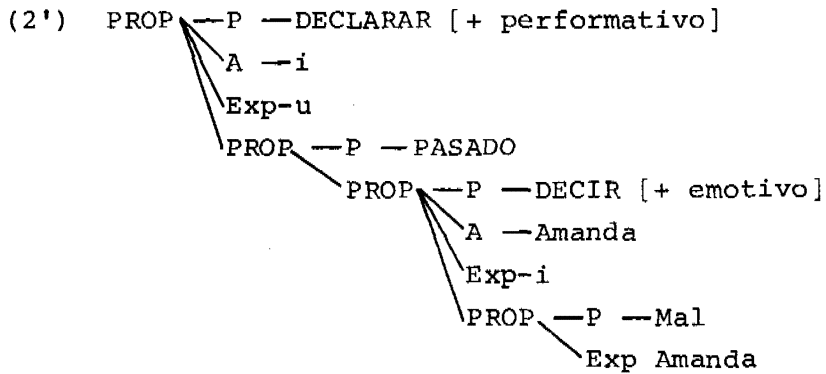 (2') PROP — P — DECLARAR [+ performativo]
A — i
Exp-u
PROP — P — PASADO
PROP — P — DECIR [+ emotivo]
A — Amanda
Exp-i
PROP — P — Mal
Exp Amanda